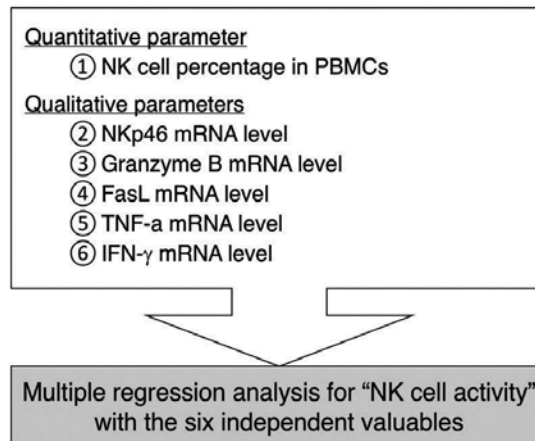 Quantitative parameter
① NK cell percentage in PBMCs
Qualitative parameters
② NKp46 mRNA level
③ Granzyme B mRNA level
④ FasL mRNA level
⑤ TNF-a mRNA level
⑥ IFN-γ mRNA level
Multiple regression analysis for “NK cell activity”
with the six independent valuables